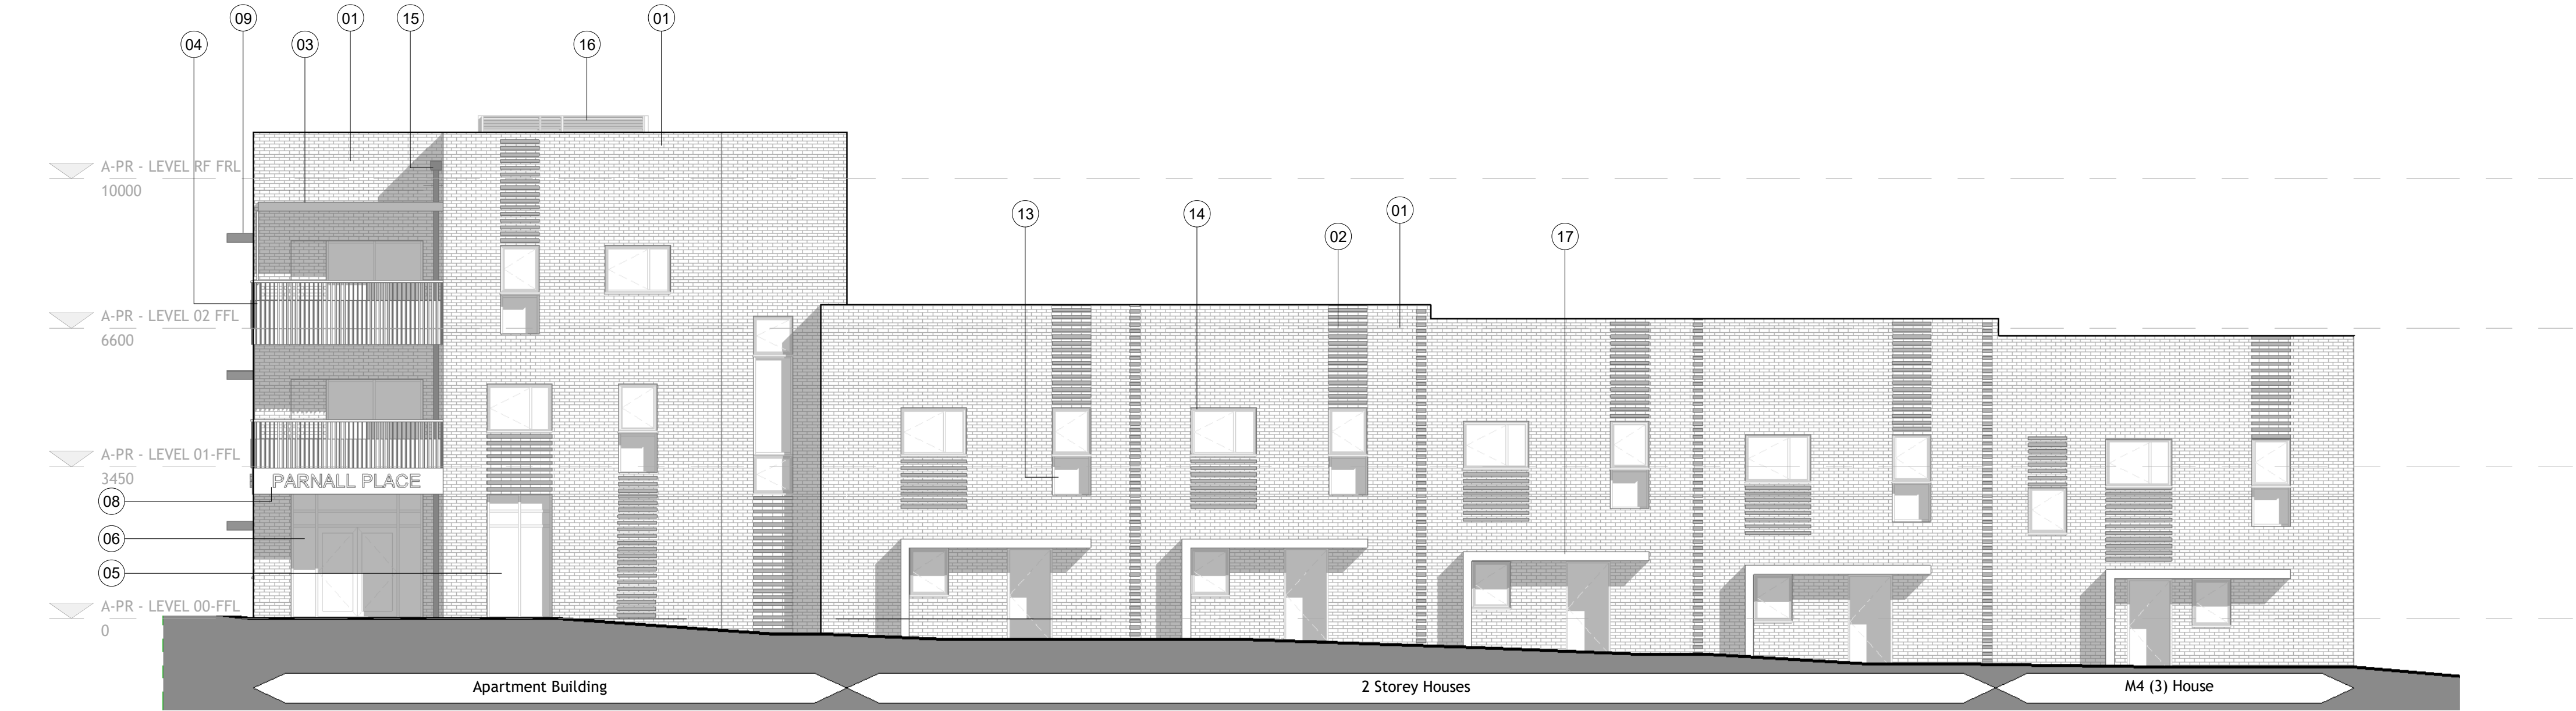 09
01
15
01
04
03
16
A-PR - LEVEL RF FRL
10000
13
14
01
02
17
A-PR - LEVEL 02 FFL
6600
A-PR - LEVEL 01-FFL
3450
PARNALL PLACE
08
06
05
A-PR - LEVEL 00-FFL
0
Apartment Building
2 Storey Houses
M4 (3) House